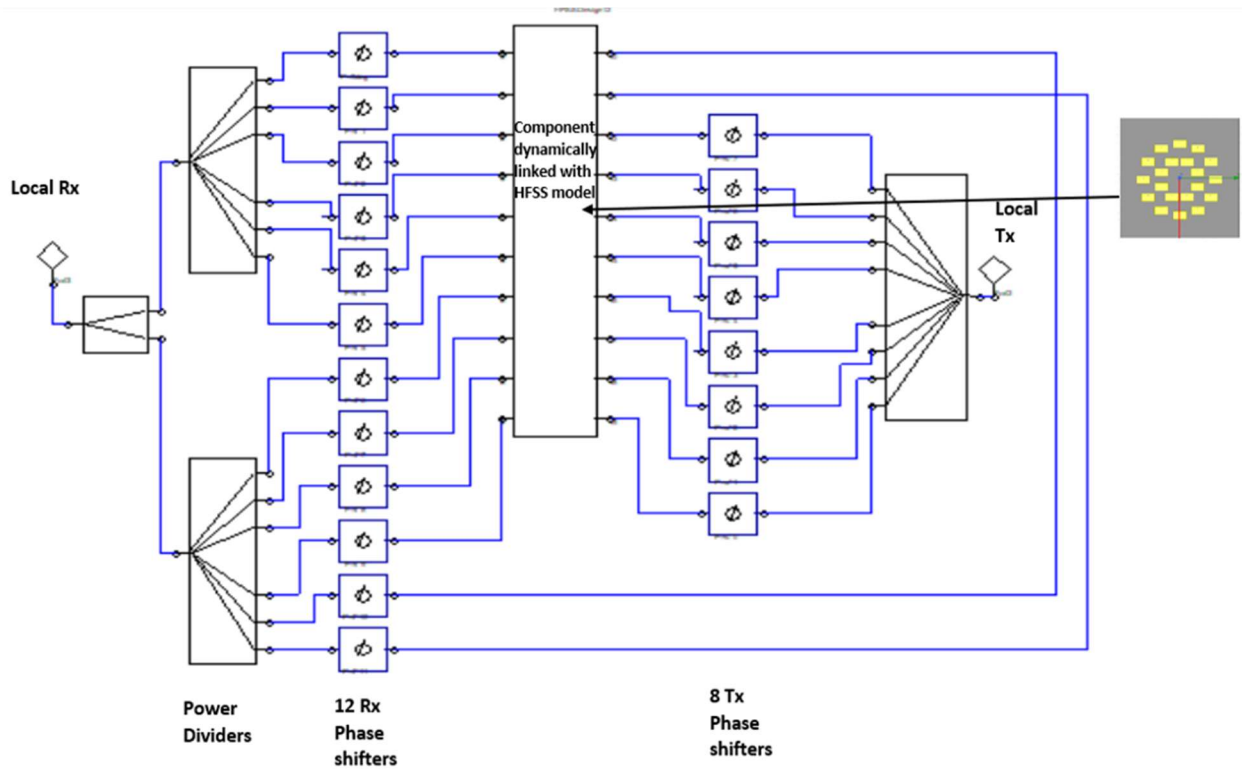 Local Rx
Component
dynamically
linked with
HFSS model
Local
Tx
Power
Dividers
12 Rx
Phase
shifters
8 Tx
Phase
shifters